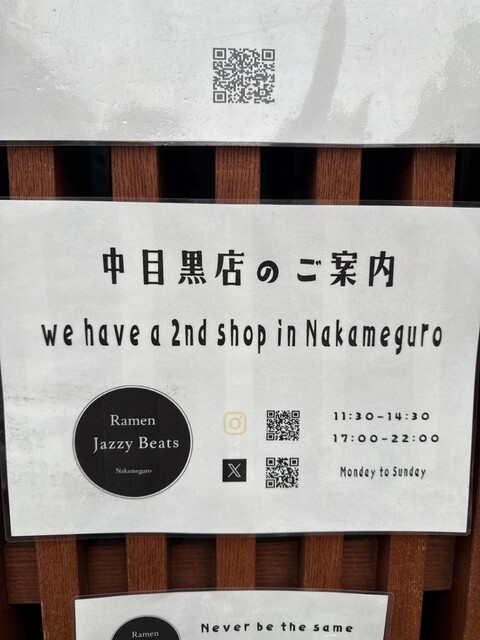 中目黒店のご案内
we have a 2nd shop in Nakameguro
Ramen
Jazzy Beats
Nakameguro
11:30-14:30
17:00-22:00
Monday to Sunday
Ramen
Never be the same